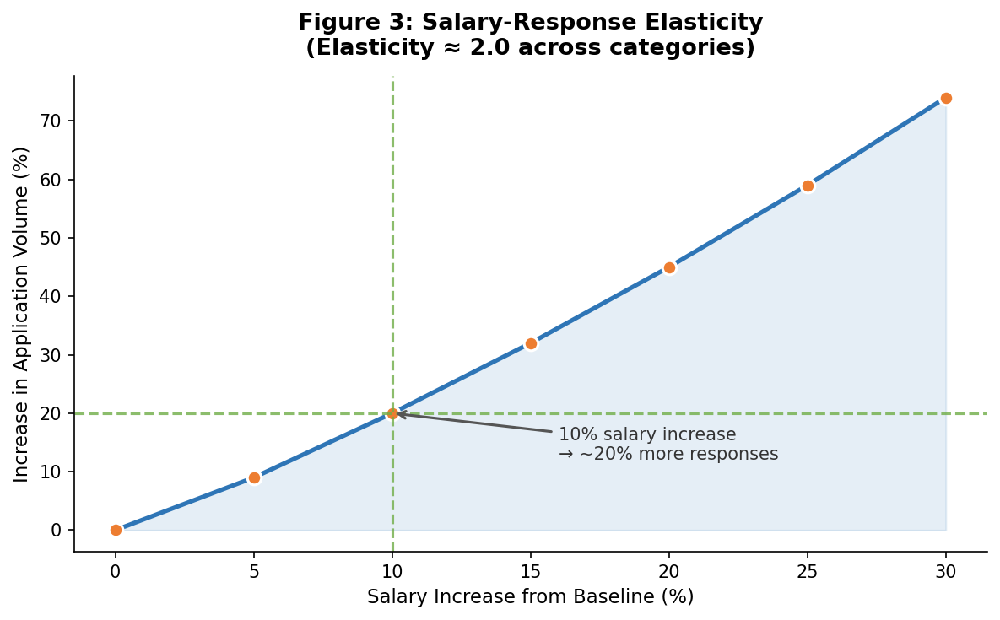 Figure 3: Salary-Response Elasticity
(Elasticity ≈ 2.0 across categories)
Increase in Application Volume (%)
70
60
50
40
30
20
10
0
10% salary increase
→ ~20% more responses
0 5 10 15 20 25 30
Salary Increase from Baseline (%)